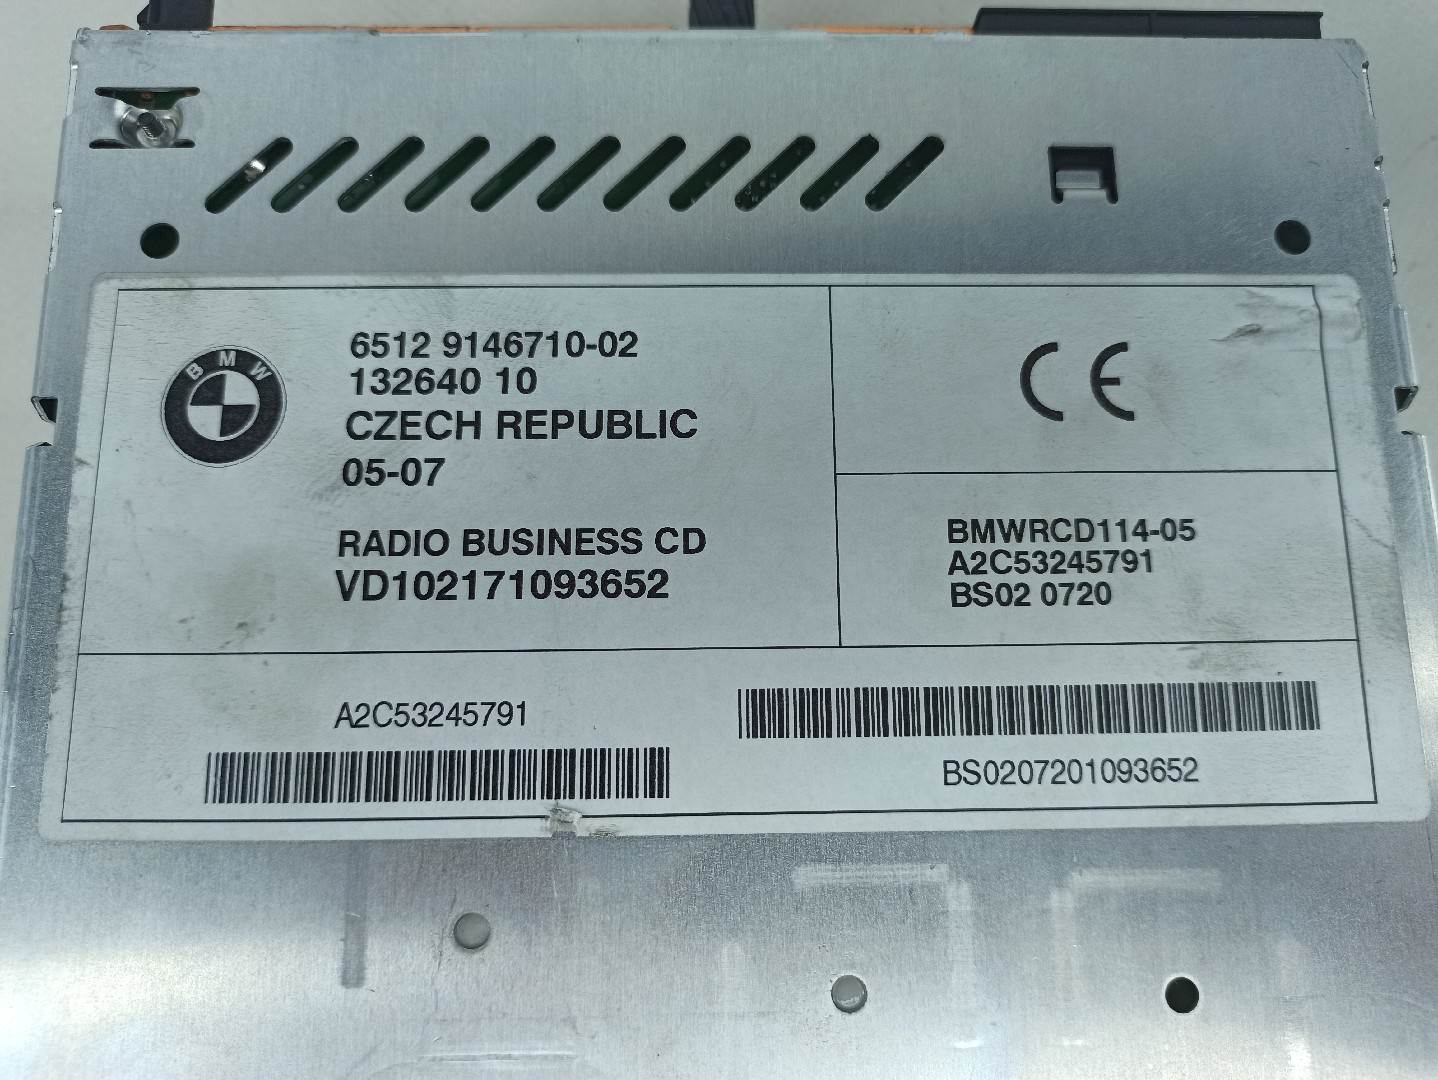 BMW
6512 9146710-02
132640 10
CZECH REPUBLIC
05-07
RADIO BUSINESS CD
VD102171093652
CE
BMWRCD114-05
A2C53245791
BS02 0720
A2C53245791
BS0207201093652